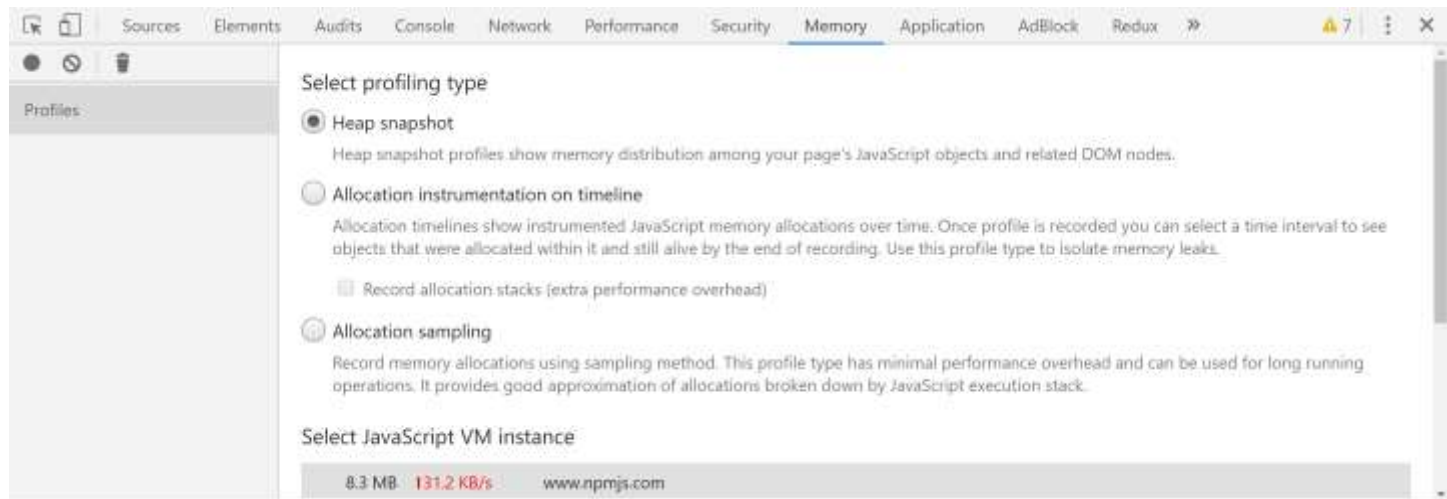 Sources Elements Audits Console Network Performance Security Memory Application AdBlock Redux » 7
Profiles
Select profiling type
Heap snapshot
Heap snapshot profiles show memory distribution among your page's JavaScript objects and related DOM nodes.
Allocation instrumentation on timeline
Allocation timelines show instrumented JavaScript memory allocations over time. Once profile is recorded you can select a time interval to see
objects that were allocated within it and still alive by the end of recording. Use this profile type to isolate memory leaks.
Record allocation stacks (extra performance overhead)
Allocation sampling
Record memory allocations using sampling method. This profile type has minimal performance overhead and can be used for long running
operations. It provides good approximation of allocations broken down by JavaScript execution stack.
Select JavaScript VM instance
8.3 MB 131.2 KB/s www.npmjs.com